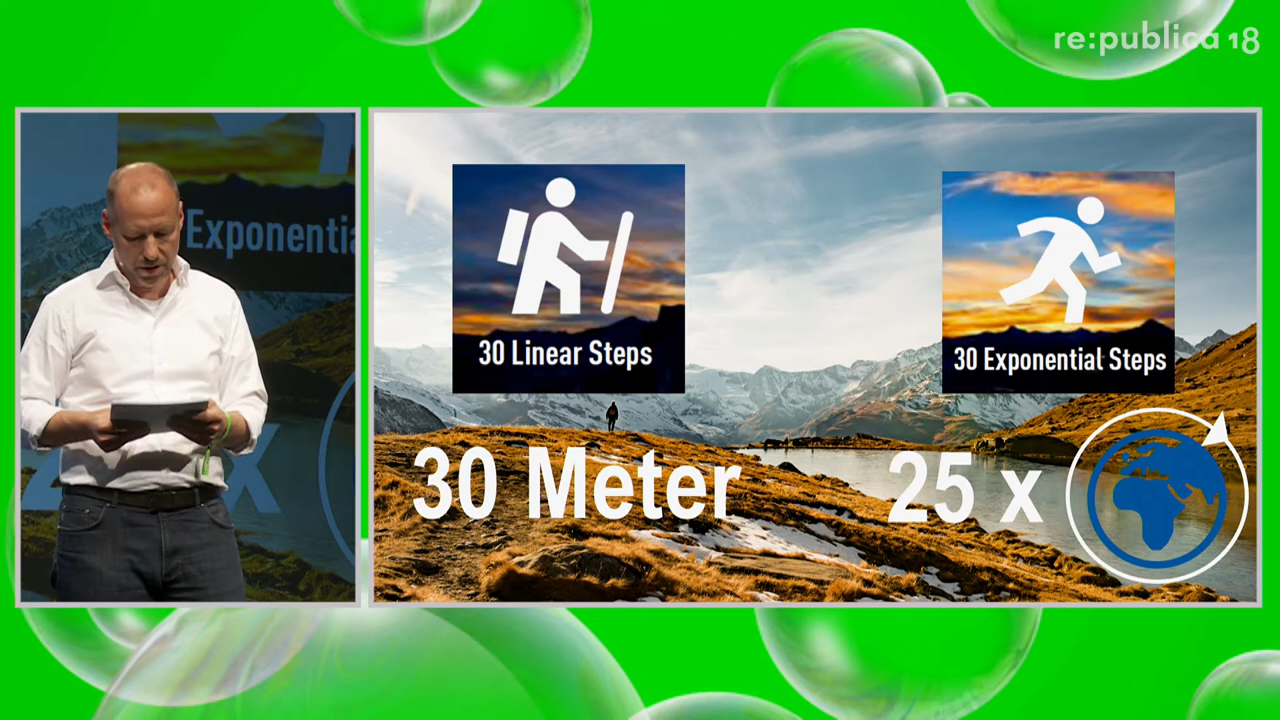 re:publica 18
Exponentia
30 Linear Steps
30 Exponential Steps
30 Meter
25 x
x